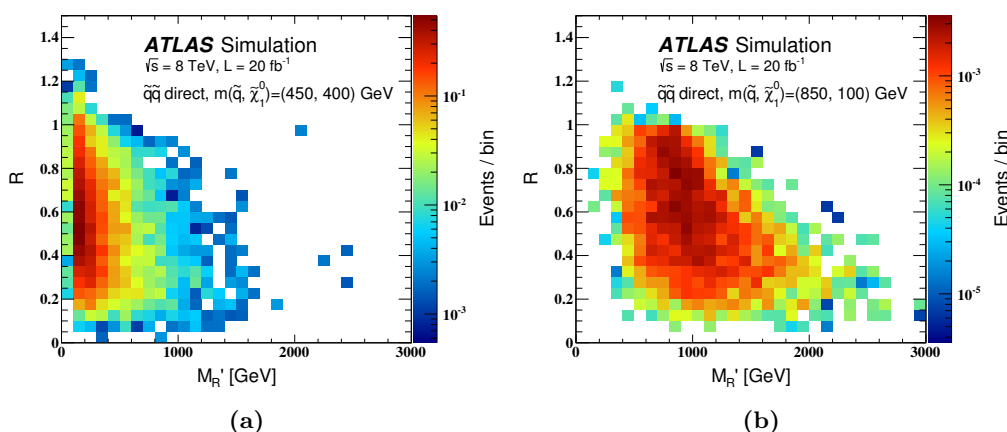 ATLAS Simulation
√s = 8 TeV, L = 20 fb⁻¹
q̃q̃ direct, m(q̃, χ̃₁⁰)=(450, 400) GeV
R
1.4
1.2
1
0.8
0.6
0.4
0.2
0
0 1000 2000 3000
M_R' [GeV]
Events / bin
10⁻¹
10⁻²
10⁻³
(a)
ATLAS Simulation
√s = 8 TeV, L = 20 fb⁻¹
q̃q̃ direct, m(q̃, χ̃₁⁰)=(850, 100) GeV
R
1.4
1.2
1
0.8
0.6
0.4
0.2
0
0 1000 2000 3000
M_R' [GeV]
Events / bin
10⁻³
10⁻⁴
10⁻⁵
(b)